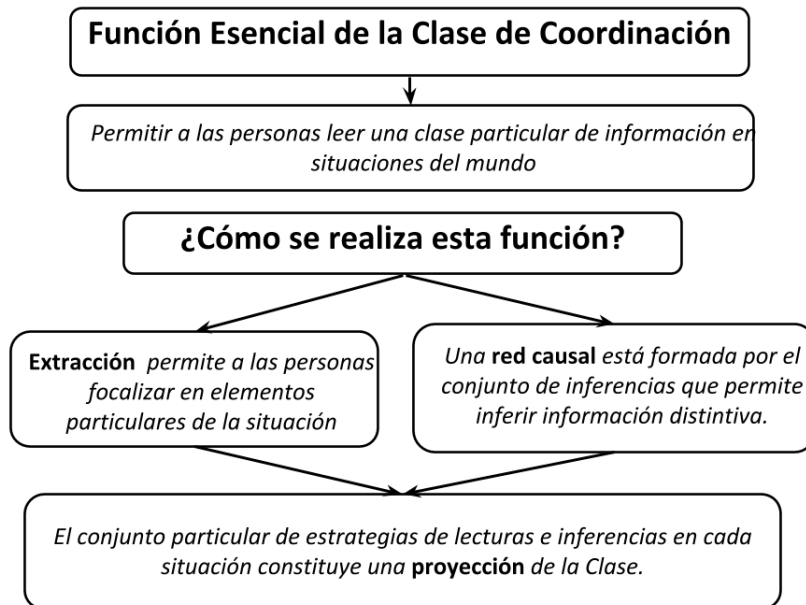 Función Esencial de la Clase de Coordinación
Permitir a las personas leer una clase particular de información en
situaciones del mundo
¿Cómo se realiza esta función?
Extracción permite a las personas
focalizar en elementos
particulares de la situación
Una red causal está formada por el
conjunto de inferencias que permite
inferir información distintiva.
El conjunto particular de estrategias de lecturas e inferencias en cada
situación constituye una proyección de la Clase.